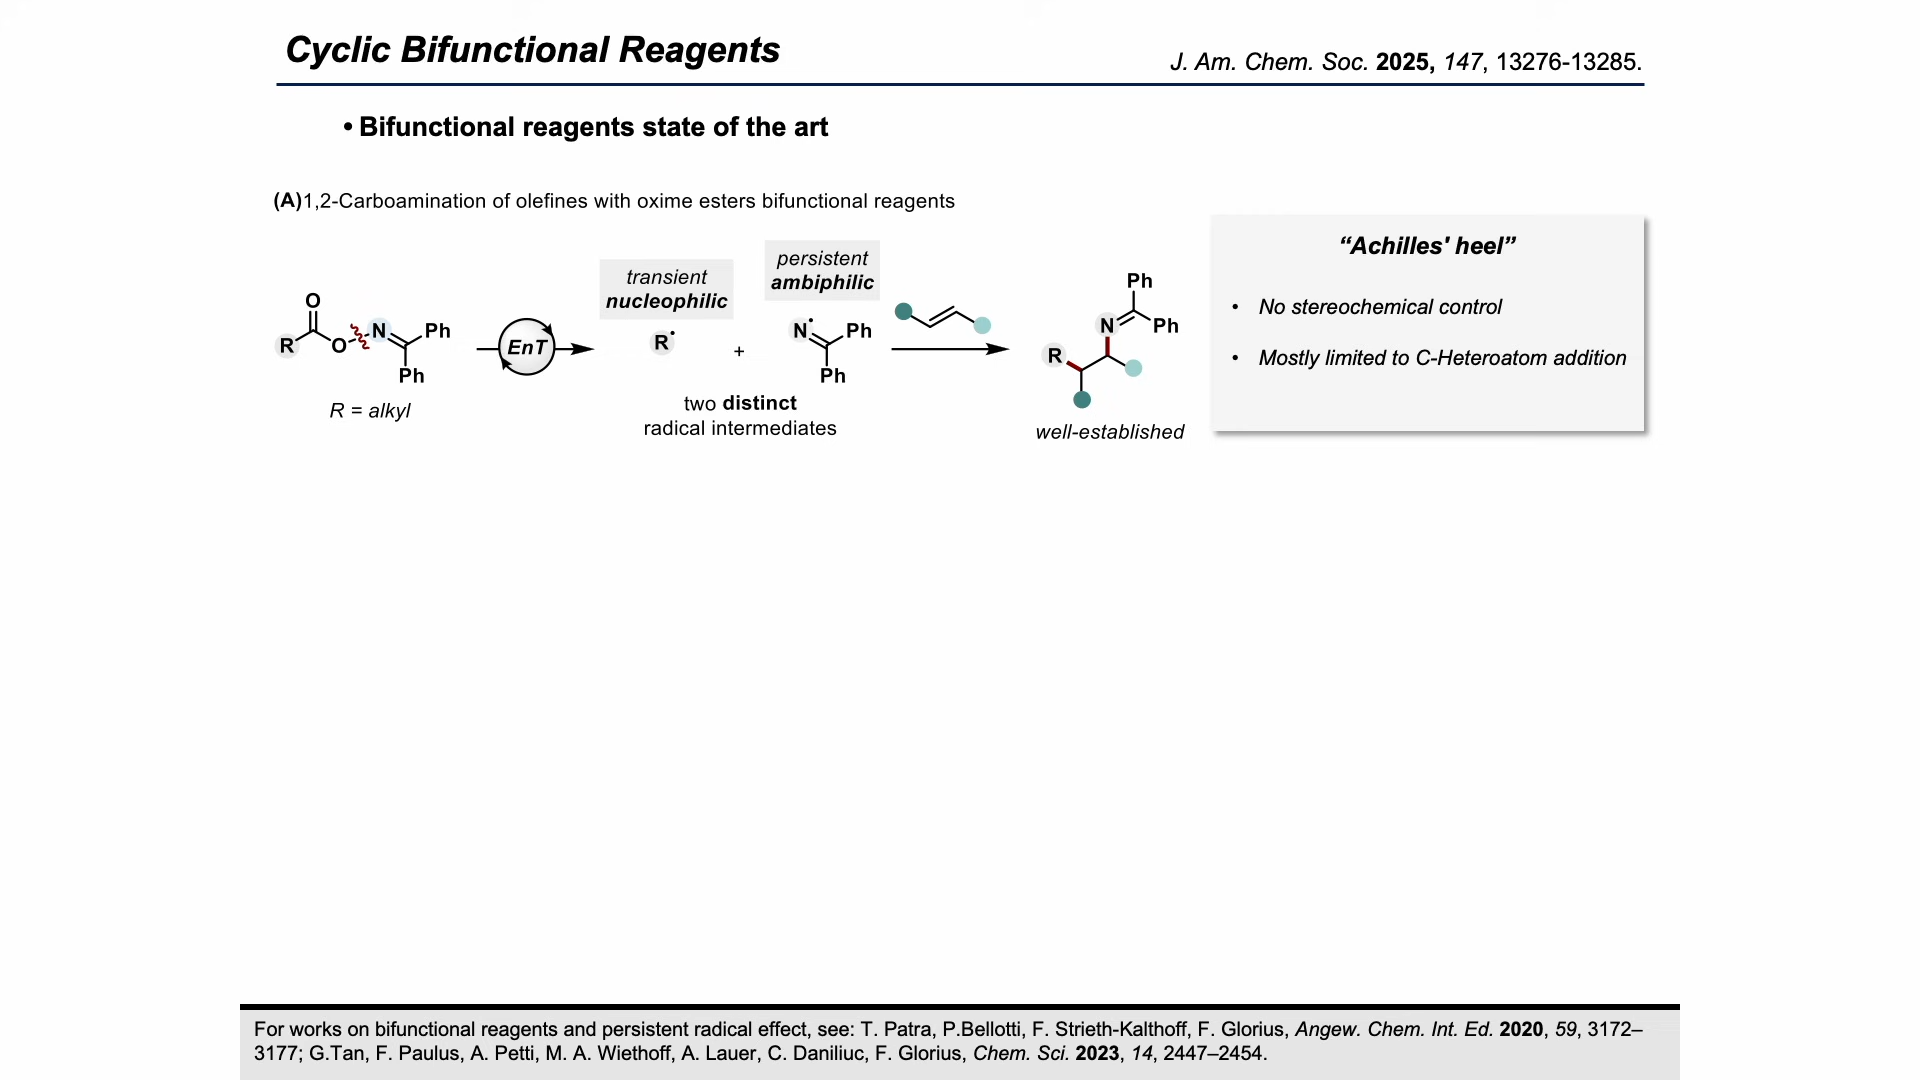 Cyclic Bifunctional Reagents
J. Am. Chem. Soc. 2025, 147, 13276-13285.
• Bifunctional reagents state of the art
(A)1,2-Carboamination of olefines with oxime esters bifunctional reagents
O
R
O
N
Ph
Ph
R = alkyl
EnT
transient
nucleophilic
R˙
+
persistent
ambiphilic
N˙
Ph
Ph
two distinct
radical intermediates
Ph
N
Ph
R
well-established
“Achilles' heel”
• No stereochemical control
• Mostly limited to C-Heteroatom addition
For works on bifunctional reagents and persistent radical effect, see: T. Patra, P.Bellotti, F. Strieth-Kalthoff, F. Glorius, Angew. Chem. Int. Ed. 2020, 59, 3172–
3177; G.Tan, F. Paulus, A. Petti, M. A. Wiethoff, A. Lauer, C. Daniliuc, F. Glorius, Chem. Sci. 2023, 14, 2447–2454.